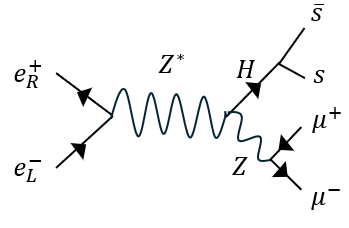 s̄
Z*
H
s
e_R^+
μ^+
e_L^-
Z
μ^-